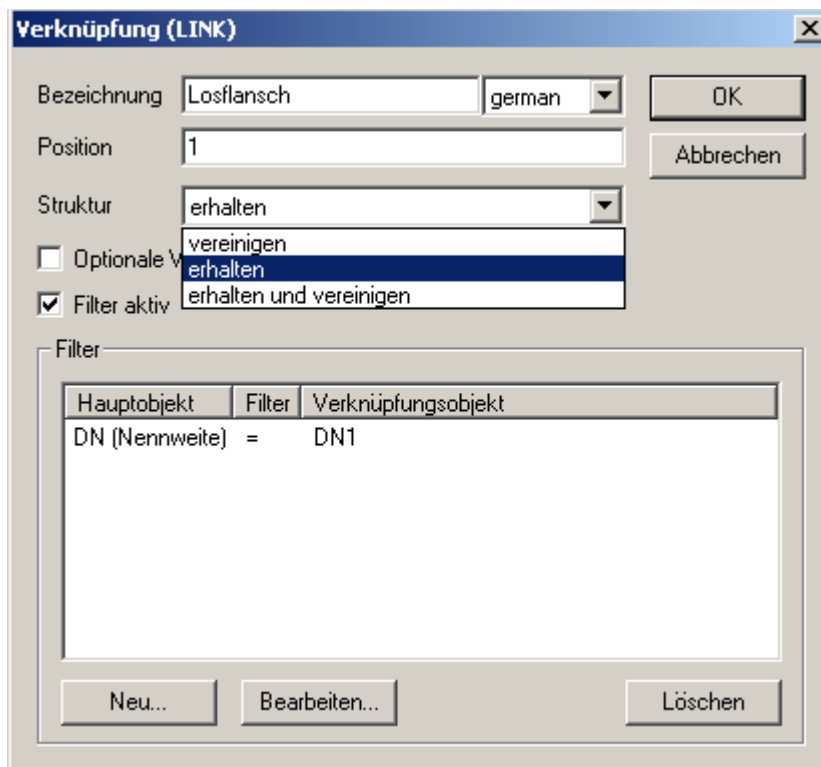 Verknüpfung (LINK)
Bezeichnung Losflansch german OK
Position 1 Abbrechen
Struktur erhalten
vereinigen
Optionale V erhalten
Filter aktiv erhalten und vereinigen
Filter
Hauptobjekt Filter Verknüpfungsobjekt
DN (Nennweite) = DN1
Neu... Bearbeiten... Löschen